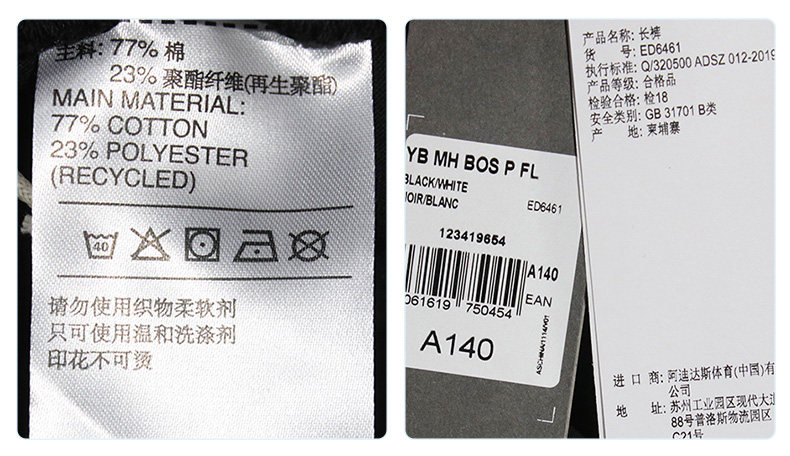 主料: 77% 棉
23% 聚酯纤维(再生聚酯)
MAIN MATERIAL:
77% COTTON
23% POLYESTER
(RECYCLED)
40
请勿使用织物柔软剂
只可使用温和洗涤剂
印花不可烫
YB MH BOS P FL
BLACK/WHITE
NOIR/BLANC
ED6461
123419654
A140
EAN
061619 750454
A140
ASCHINA/1114/V01
产品名称: 长裤
货 号: ED6461
执行标准: Q/320500 ADSZ 012-2019
产品等级: 合格品
检验合格: 检18
安全类别: GB 31701 B类
产 地: 柬埔寨
进 口 商: 阿迪达斯体育(中国)有
公司
地 址: 苏州工业园区现代大道
88号普洛斯物流园区
C21号